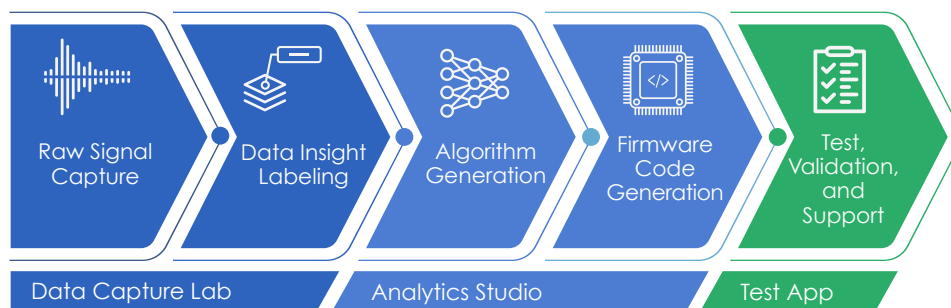 Raw Signal
Capture
Data Insight
Labeling
Algorithm
Generation
</>
Firmware
Code
Generation
Test,
Validation,
and
Support
Data Capture Lab
Analytics Studio
Test App